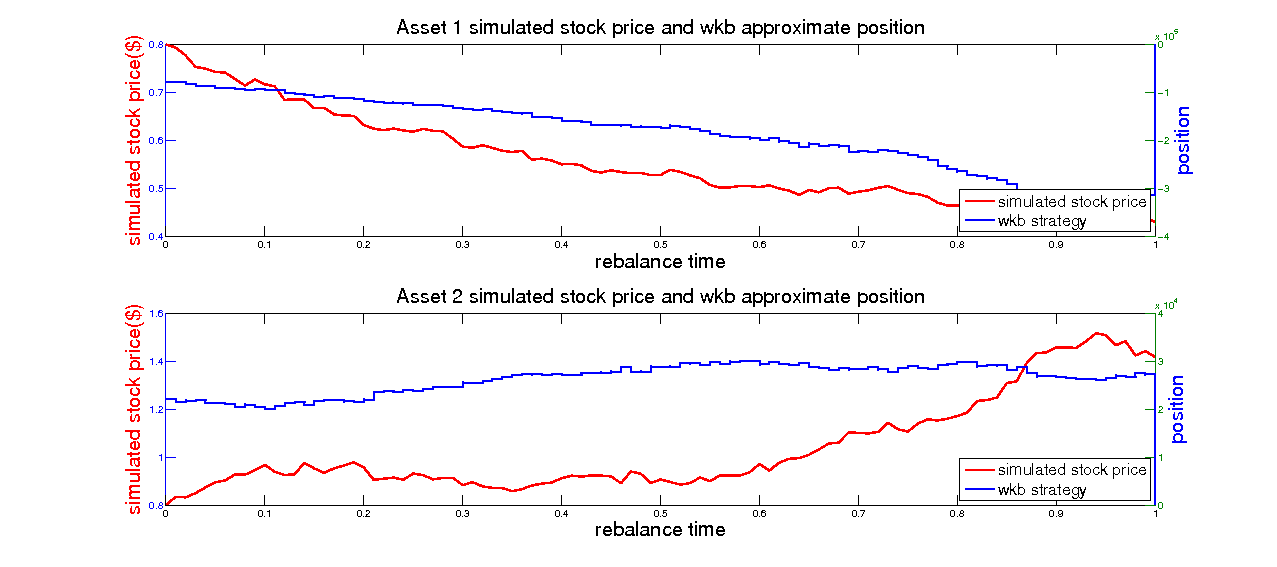 Asset 1 simulated stock price and wkb approximate position
x 10^5
simulated stock price($)
0.8
0.7
0.6
0.5
0.4
0
-1
-2
-3
-4
position
simulated stock price
wkb strategy
0 0.1 0.2 0.3 0.4 0.5 0.6 0.7 0.8 0.9 1
rebalance time
Asset 2 simulated stock price and wkb approximate position
x 10^4
simulated stock price($)
1.6
1.4
1.2
1
0.8
4
3
2
1
0
position
simulated stock price
wkb strategy
0 0.1 0.2 0.3 0.4 0.5 0.6 0.7 0.8 0.9 1
rebalance time